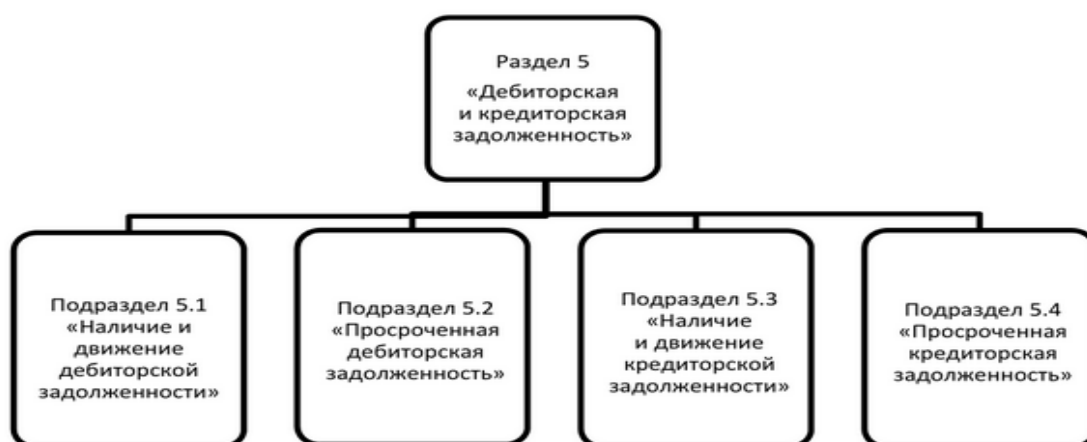 Раздел 5
«Дебиторская
и кредиторская
задолженность»
Подраздел 5.1
«Наличие и
движение
дебиторской
задолженности»
Подраздел 5.2
«Просроченная
дебиторская
задолженность»
Подраздел 5.3
«Наличие
и движение
кредиторской
задолженности»
Подраздел 5.4
«Просроченная
кредиторская
задолженность»